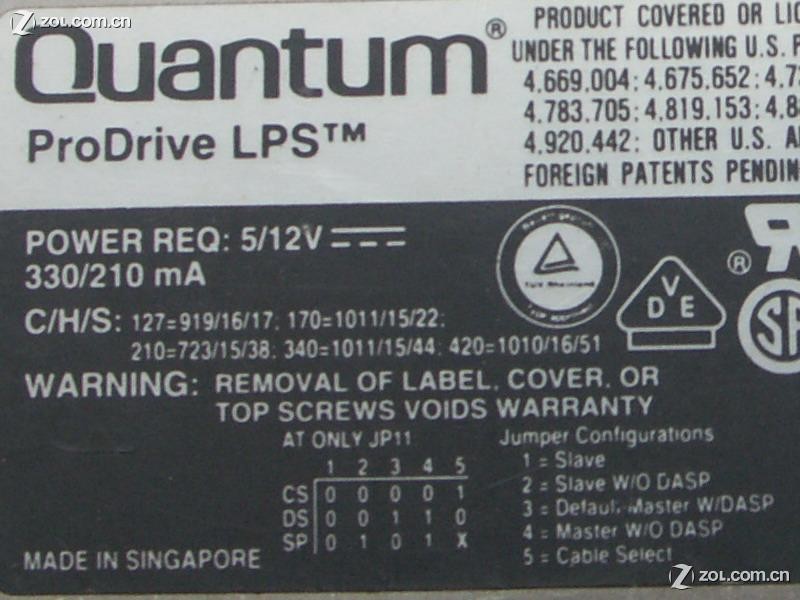 ZOL.COM.CN
Quantum®
ProDrive LPS™
PRODUCT COVERED OR LIC
UNDER THE FOLLOWING U.S. P
4.669.004: 4.675.652; 4.7
4.783.705; 4.819.153; 4.8
4.920.442: OTHER U.S. A
FOREIGN PATENTS PENDIN
POWER REQ: 5/12V
330/210 mA
C/H/S: 127=919/16/17; 170=1011/15/22;
210=723/15/38; 340=1011/15/44; 420=1010/16/51
TÜV Rheinland
VDE
®
WARNING: REMOVAL OF LABEL, COVER, OR
TOP SCREWS VOIDS WARRANTY
AT ONLY JP11
1 2 3 4 5
CS 0 0 0 0 1
DS 0 0 1 1 0
SP 0 1 0 1 X
Jumper Configurations
1 = Slave
2 = Slave W/O DASP
3 = Default, Master W/DASP
4 = Master W/O DASP
5 = Cable Select
MADE IN SINGAPORE
ZOL.COM.CN